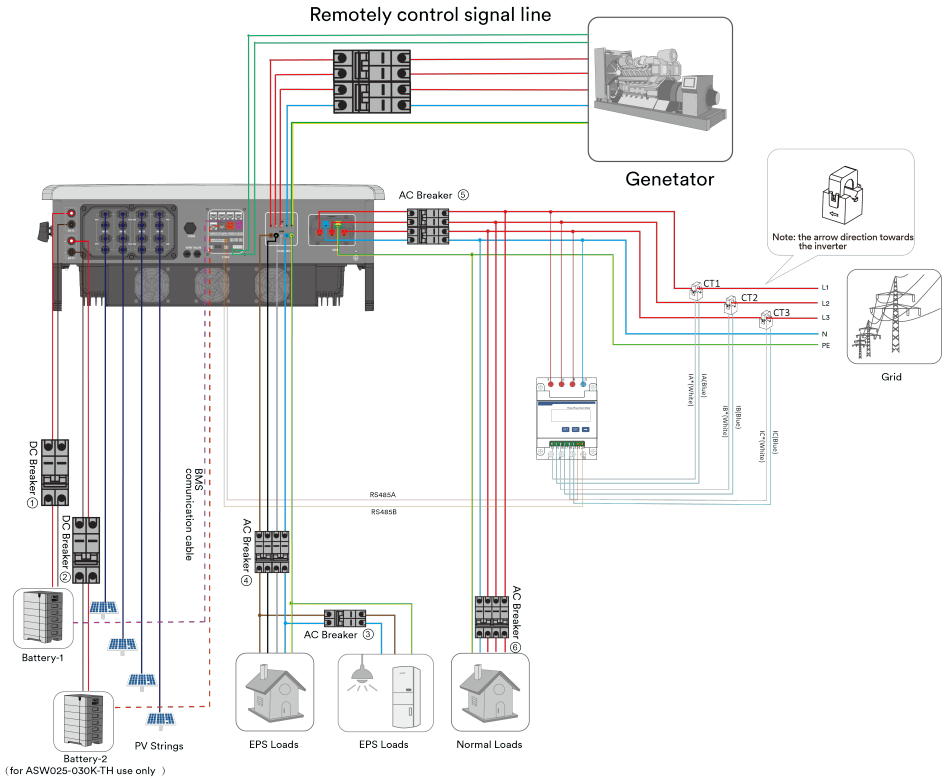 Remotely control signal line
Genetator
AC Breaker ⑤
Note: the arrow direction towards
the inverter
CT1
CT2
CT3
L1
L2
L3
N
PE
Grid
IA*(White)
IA(Blue)
IB*(White)
IB(Blue)
IC*(White)
IC(Blue)
DC Breaker ①
DC Breaker ②
BMS
comunication cable
RS485A
RS485B
AC Breaker ④
AC Breaker ③
AC Breaker ⑥
Battery-1
Battery-2
(for ASW025-030K-TH use only )
PV Strings
EPS Loads
EPS Loads
Normal Loads